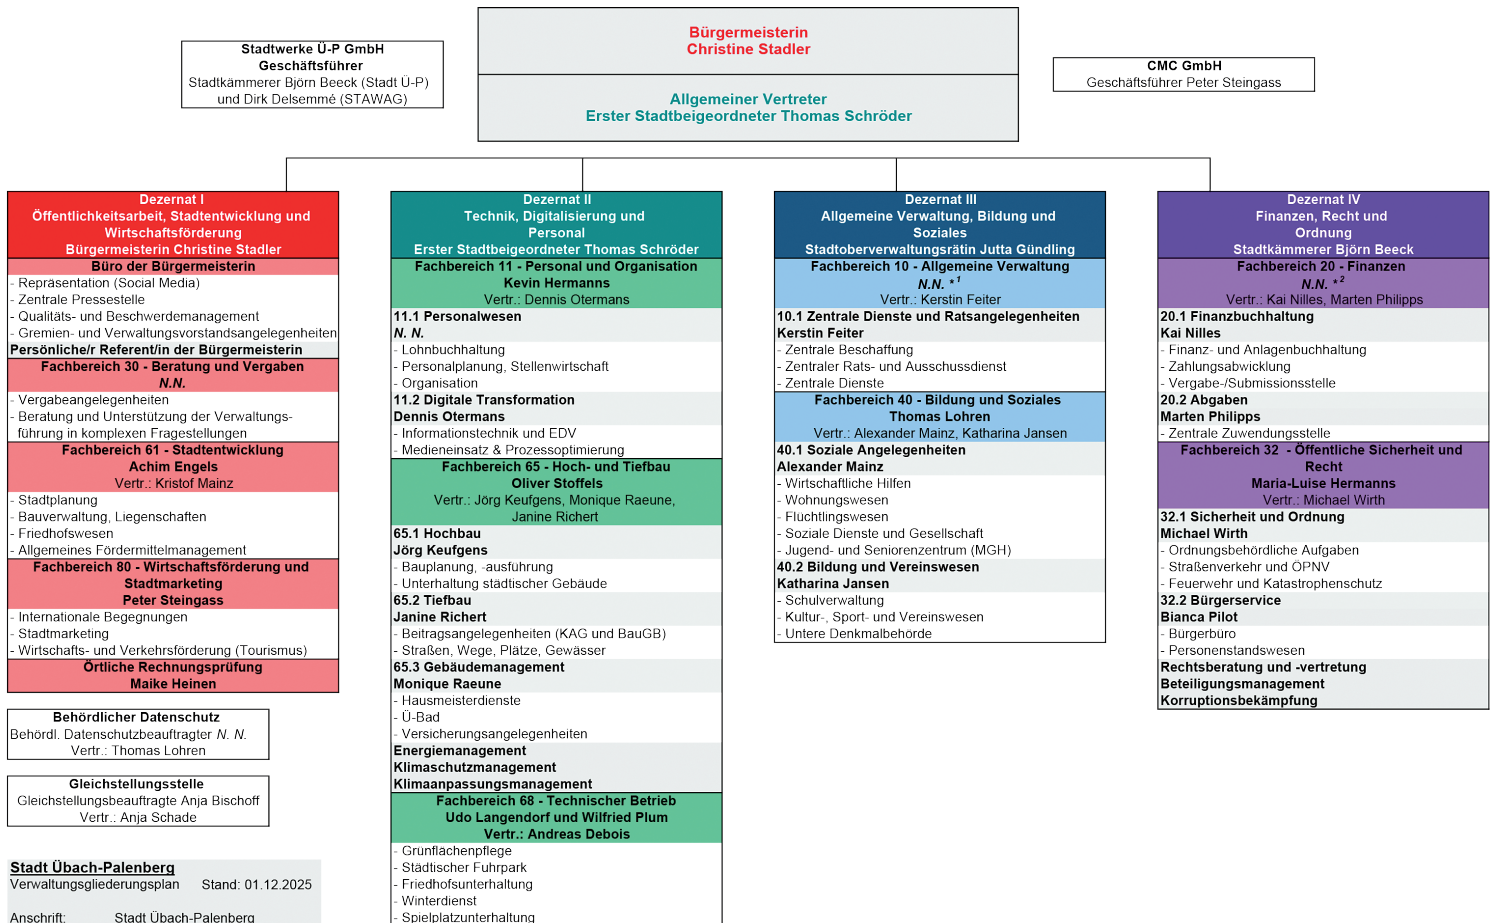 Stadtwerke Ü-P GmbH
Geschäftsführer
Stadtkämmerer Björn Beeck (Stadt Ü-P)
und Dirk Delsemmé (STAWAG)
Bürgermeisterin
Christine Stadler
Allgemeiner Vertreter
Erster Stadtbeigeordneter Thomas Schröder
CMC GmbH
Geschäftsführer Peter Steingass
Dezernat I
Öffentlichkeitsarbeit, Stadtentwicklung und
Wirtschaftsförderung
Bürgermeisterin Christine Stadler
Büro der Bürgermeisterin
- Repräsentation (Social Media)
- Zentrale Pressestelle
- Qualitäts- und Beschwerdemanagement
- Gremien- und Verwaltungsvorstandsangelegenheiten
Persönliche/r Referent/in der Bürgermeisterin
Fachbereich 30 - Beratung und Vergaben
N.N.
- Vergabeangelegenheiten
- Beratung und Unterstützung der Verwaltungs-
führung in komplexen Fragestellungen
Fachbereich 61 - Stadtentwicklung
Achim Engels
Vertr.: Kristof Mainz
- Stadtplanung
- Bauverwaltung, Liegenschaften
- Friedhofswesen
- Allgemeines Fördermittelmanagement
Fachbereich 80 - Wirtschaftsförderung und
Stadtmarketing
Peter Steingass
- Internationale Begegnungen
- Stadtmarketing
- Wirtschafts- und Verkehrsförderung (Tourismus)
Örtliche Rechnungsprüfung
Maike Heinen
Behördlicher Datenschutz
Behördl. Datenschutzbeauftragter N. N.
Vertr.: Thomas Lohren
Gleichstellungsstelle
Gleichstellungsbeauftragte Anja Bischoff
Vertr.: Anja Schade
Stadt Übach-Palenberg
Verwaltungsgliederungsplan Stand: 01.12.2025
Anschrift: Stadt Übach-Palenberg
Dezernat II
Technik, Digitalisierung und
Personal
Erster Stadtbeigeordneter Thomas Schröder
Fachbereich 11 - Personal und Organisation
Kevin Hermanns
Vertr.: Dennis Otermans
11.1 Personalwesen
N. N.
- Lohnbuchhaltung
- Personalplanung, Stellenwirtschaft
- Organisation
11.2 Digitale Transformation
Dennis Otermans
- Informationstechnik und EDV
- Medieneinsatz & Prozessoptimierung
Fachbereich 65 - Hoch- und Tiefbau
Oliver Stoffels
Vertr.: Jörg Keufgens, Monique Raeune,
Janine Richert
65.1 Hochbau
Jörg Keufgens
- Bauplanung, -ausführung
- Unterhaltung städtischer Gebäude
65.2 Tiefbau
Janine Richert
- Beitragsangelegenheiten (KAG und BauGB)
- Straßen, Wege, Plätze, Gewässer
65.3 Gebäudemanagement
Monique Raeune
- Hausmeisterdienste
- Ü-Bad
- Versicherungsangelegenheiten
Energiemanagement
Klimaschutzmanagement
Klimaanpassungsmanagement
Fachbereich 68 - Technischer Betrieb
Udo Langendorf und Wilfried Plum
Vertr.: Andreas Debois
- Grünflächenpflege
- Städtischer Fuhrpark
- Friedhofsunterhaltung
- Winterdienst
- Spielplatzunterhaltung
Dezernat III
Allgemeine Verwaltung, Bildung und
Soziales
Stadtoberverwaltungsrätin Jutta Gündling
Fachbereich 10 - Allgemeine Verwaltung
N.N. *1
Vertr.: Kerstin Feiter
10.1 Zentrale Dienste und Ratsangelegenheiten
Kerstin Feiter
- Zentrale Beschaffung
- Zentraler Rats- und Ausschussdienst
- Zentrale Dienste
Fachbereich 40 - Bildung und Soziales
Thomas Lohren
Vertr.: Alexander Mainz, Katharina Jansen
40.1 Soziale Angelegenheiten
Alexander Mainz
- Wirtschaftliche Hilfen
- Wohnungswesen
- Flüchtlingswesen
- Soziale Dienste und Gesellschaft
- Jugend- und Seniorenzentrum (MGH)
40.2 Bildung und Vereinswesen
Katharina Jansen
- Schulverwaltung
- Kultur-, Sport- und Vereinswesen
- Untere Denkmalbehörde
Dezernat IV
Finanzen, Recht und
Ordnung
Stadtkämmerer Björn Beeck
Fachbereich 20 - Finanzen
N.N. *2
Vertr.: Kai Nilles, Marten Philipps
20.1 Finanzbuchhaltung
Kai Nilles
- Finanz- und Anlagenbuchhaltung
- Zahlungsabwicklung
- Vergabe-/Submissionsstelle
20.2 Abgaben
Marten Philipps
- Zentrale Zuwendungsstelle
Fachbereich 32 - Öffentliche Sicherheit und
Recht
Maria-Luise Hermanns
Vertr.: Michael Wirth
32.1 Sicherheit und Ordnung
Michael Wirth
- Ordnungsbehördliche Aufgaben
- Straßenverkehr und ÖPNV
- Feuerwehr und Katastrophenschutz
32.2 Bürgerservice
Bianca Pilot
- Bürgerbüro
- Personenstandswesen
Rechtsberatung und -vertretung
Beteiligungsmanagement
Korruptionsbekämpfung